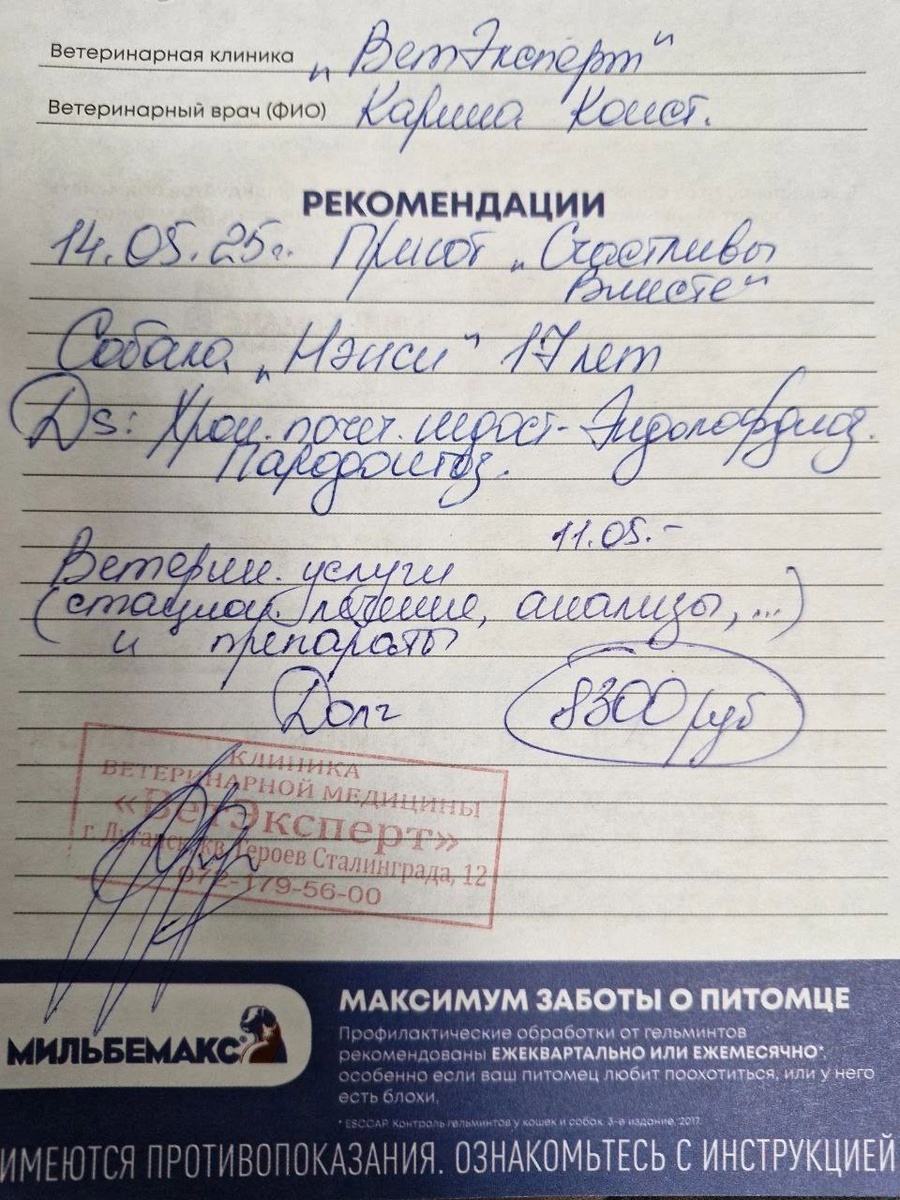 Ветеринарная клиника „ВетЭксперт“
Ветеринарный врач (ФИО) Карина Конст.
РЕКОМЕНДАЦИИ
14.05.25г. Приют „Счастливы
Вместе“
Собака „Нэнси“ 17 лет
Ds: Хрон. почеч. недост-
Пародонтоз.
11.05.-
Ветерин. услуги
(стационар. лечение, анализы, ...)
и препараты
Долг 8300 руб
КЛИНИКА
ВЕТЕРИНАРНОЙ МЕДИЦИНЫ
«ВетЭксперт»
г. Луганск, кв. Героев Сталинграда, 12
072-179-56-00
МИЛЬБЕМАКС®
МАКСИМУМ ЗАБОТЫ О ПИТОМЦЕ
Профилактические обработки от гельминтов
рекомендованы ЕЖЕКВАРТАЛЬНО ИЛИ ЕЖЕМЕСЯЧНО*,
особенно если ваш питомец любит поохотиться, или у него
есть блохи.
* ESCCAP. Контроль гельминтов у кошек и собак. 3-е издание. 2017.
ИМЕЮТСЯ ПРОТИВОПОКАЗАНИЯ. ОЗНАКОМЬТЕСЬ С ИНСТРУКЦИЕЙ